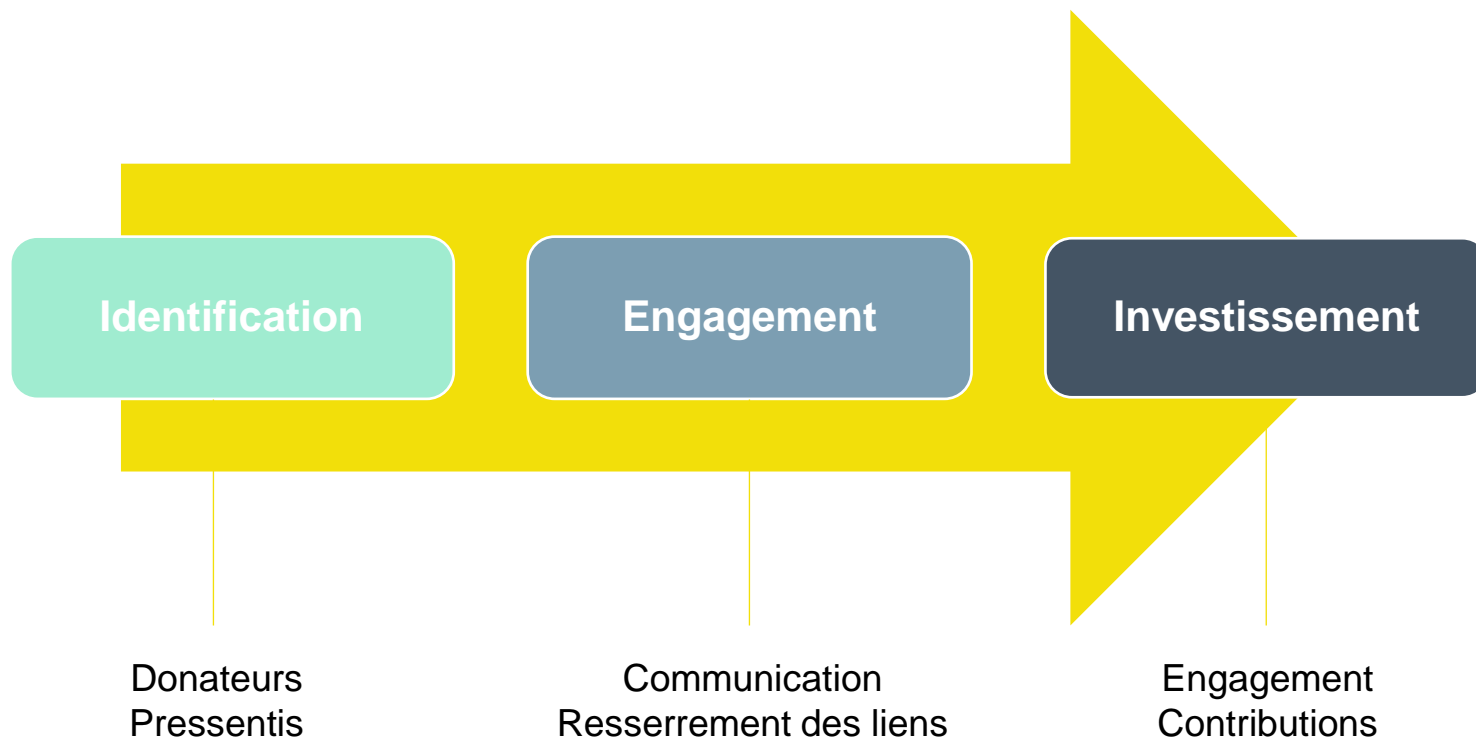 Identification
Engagement
Investissement
Donateurs
Pressentis
Communication
Resserrement des liens
Engagement
Contributions